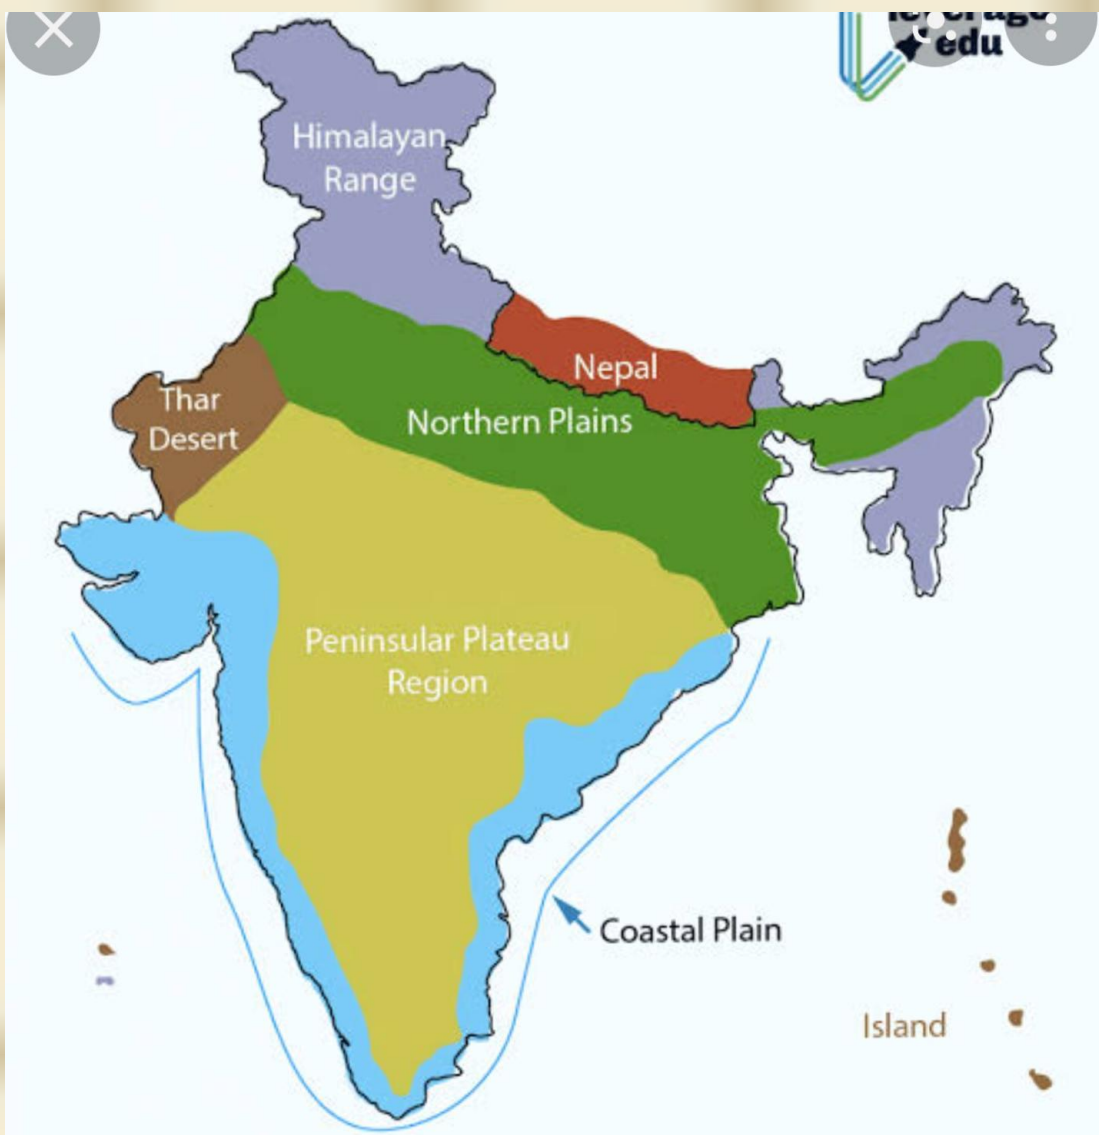 edu
Himalayan
Range
Nepal
Thar
Desert
Northern Plains
Peninsular Plateau
Region
Coastal Plain
Island